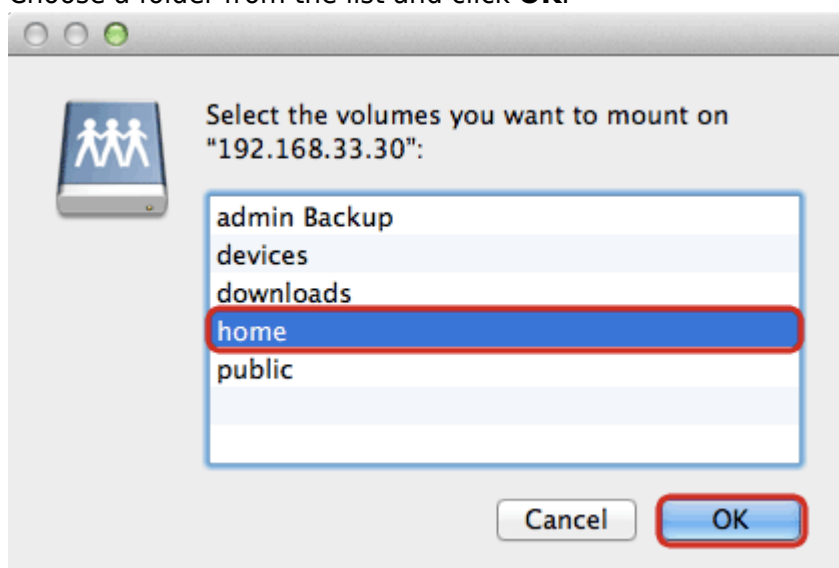 Choose a folder from the list and click OK.
Select the volumes you want to mount on
"192.168.33.30":
admin Backup
devices
downloads
home
public
Cancel
OK